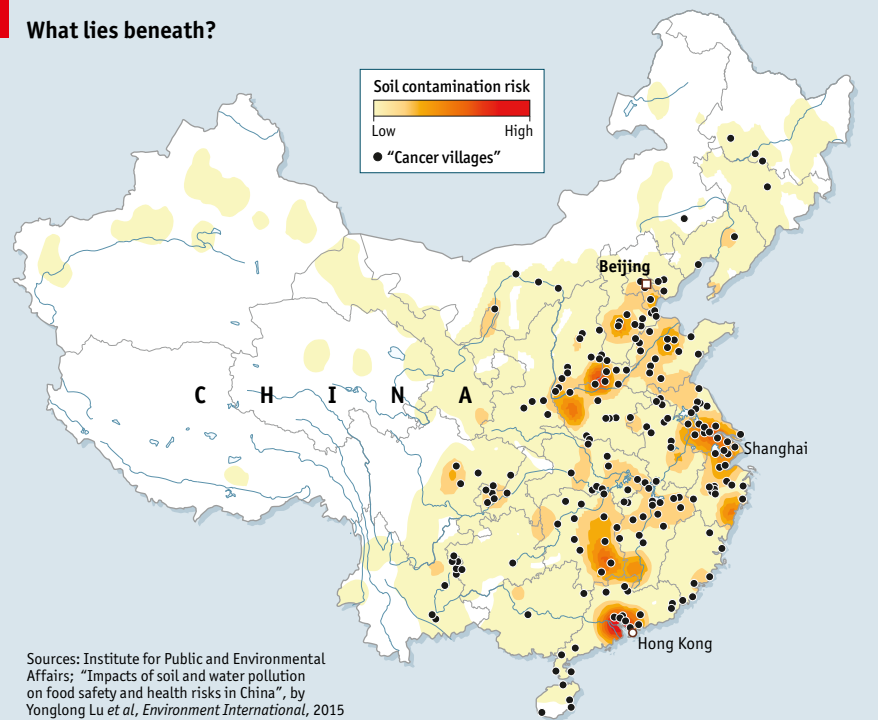 What lies beneath?
Soil contamination risk
Low High
“Cancer villages”
Beijing
C H I N A
Shanghai
Hong Kong
Sources: Institute for Public and Environmental
Affairs; “Impacts of soil and water pollution
on food safety and health risks in China”, by
Yonglong Lu et al, Environment International, 2015